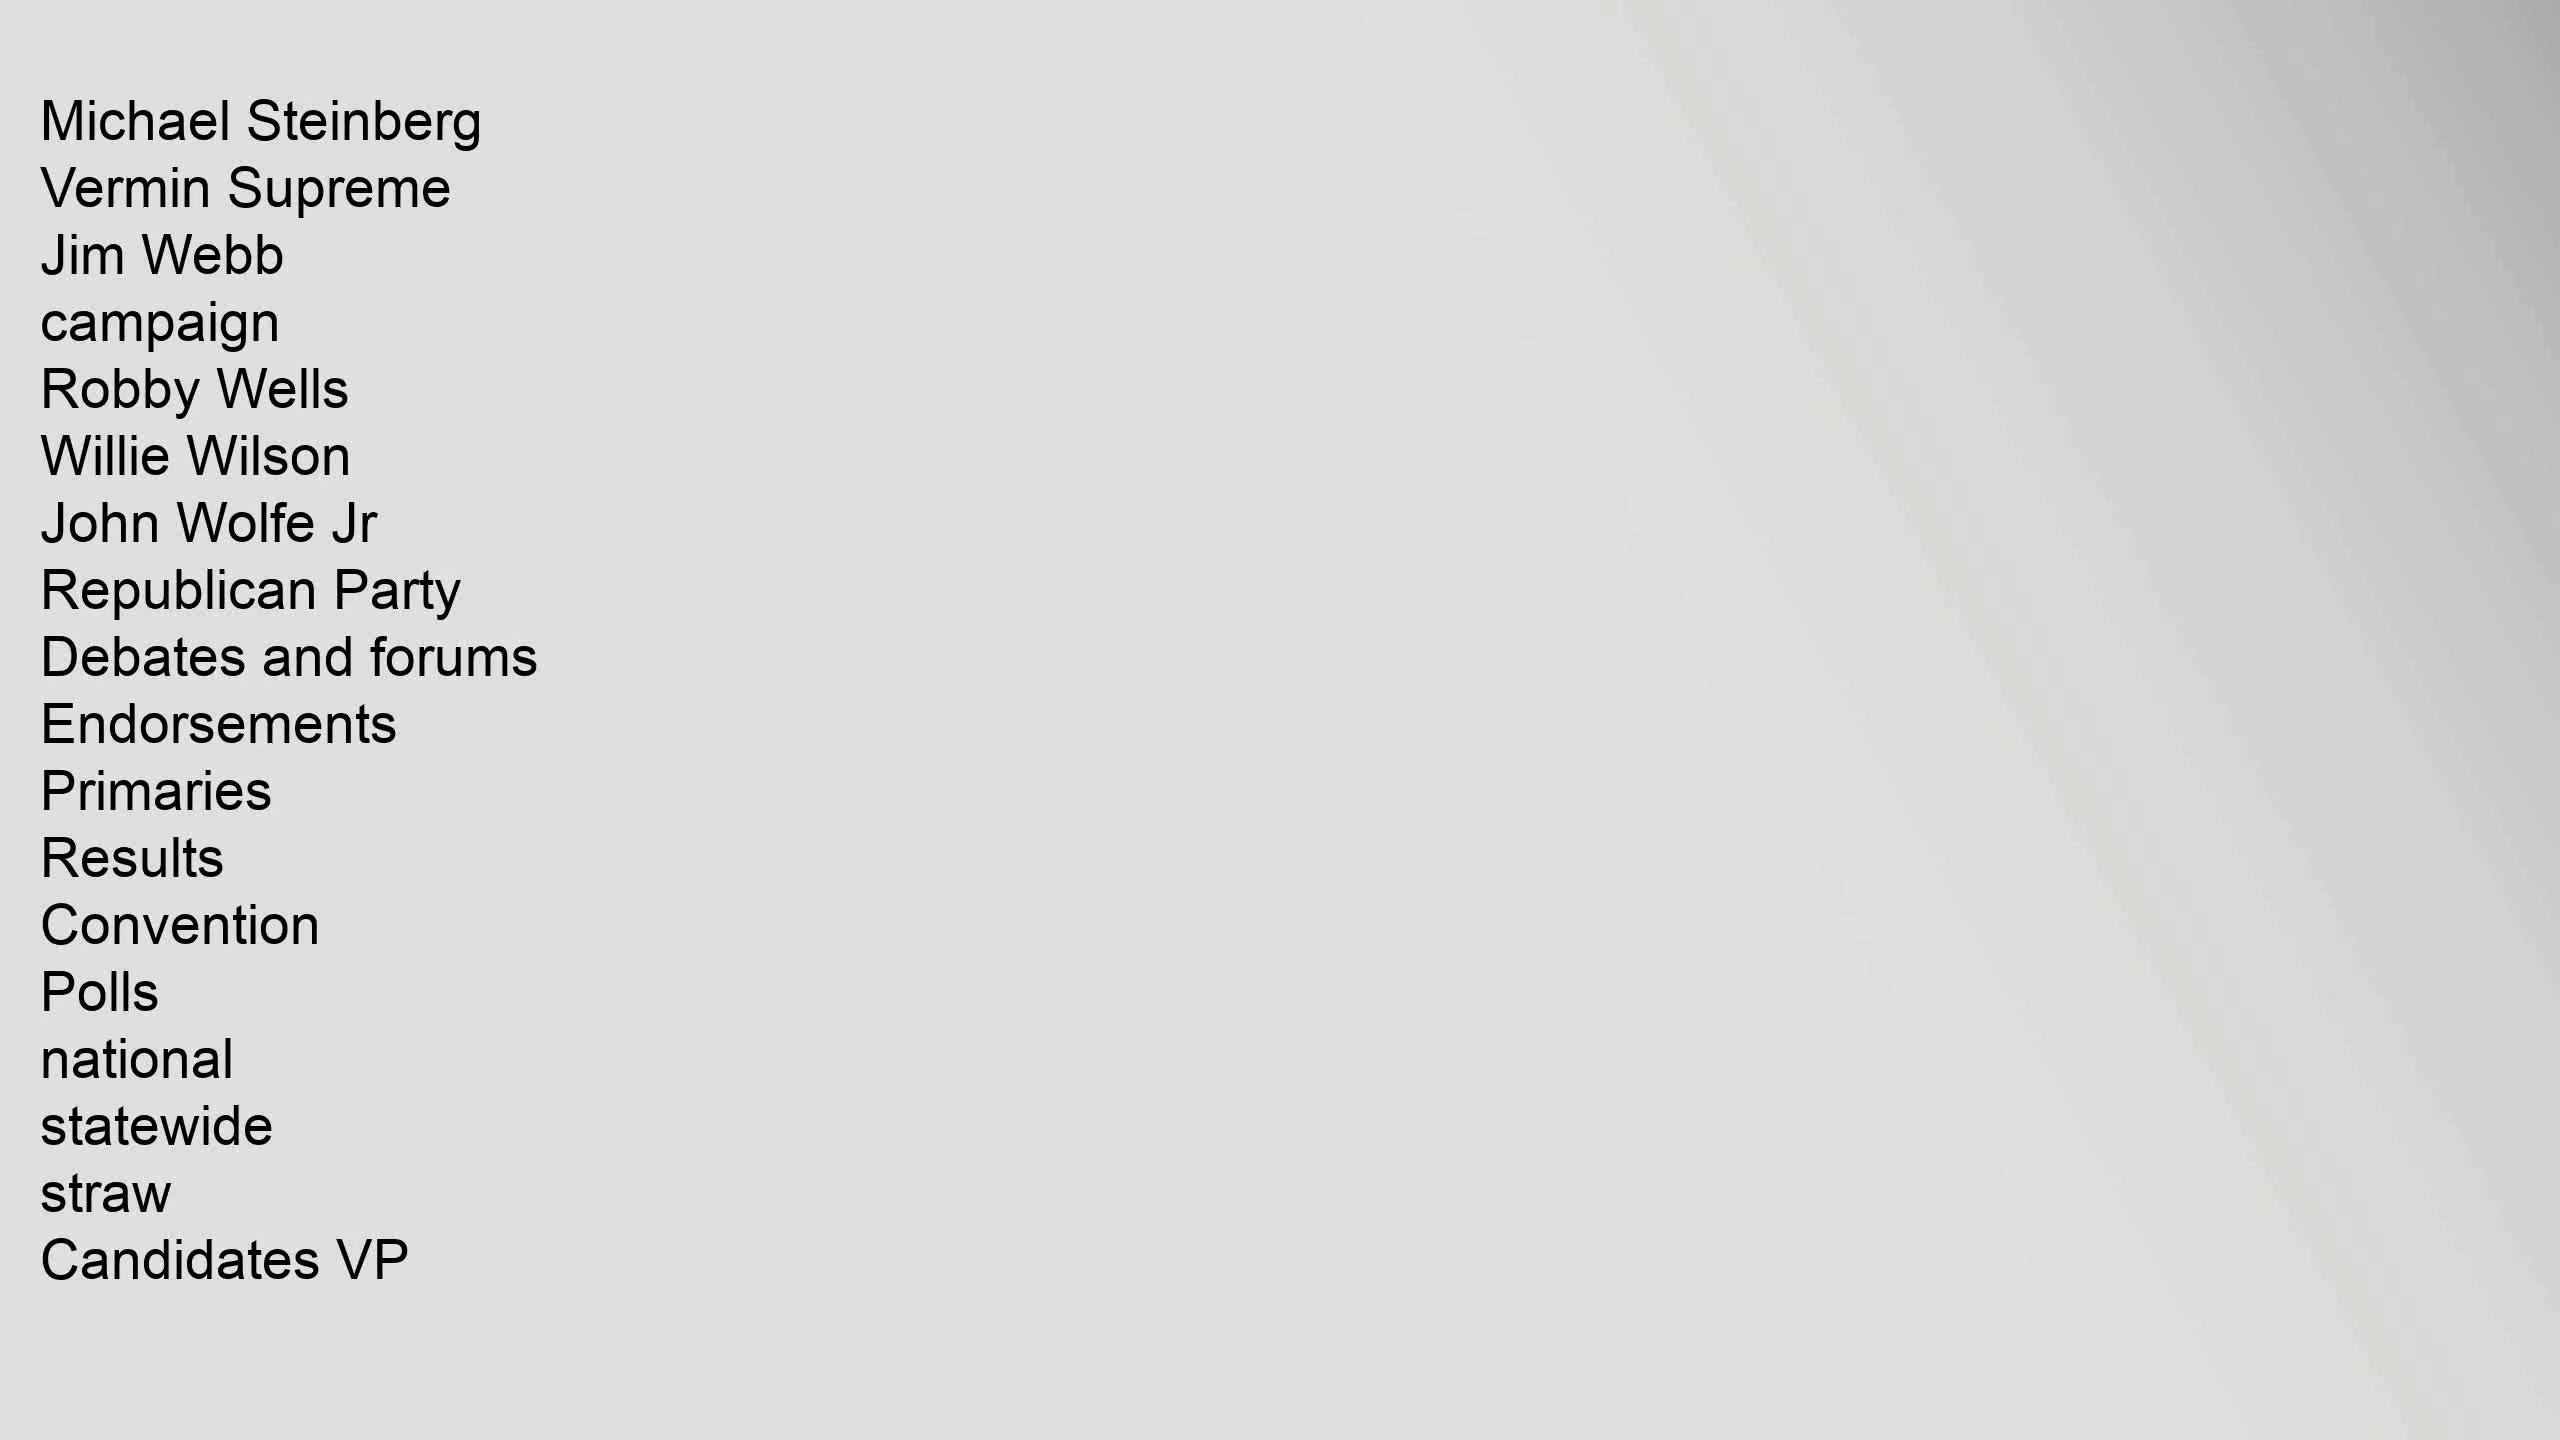 Michael Steinberg
Vermin Supreme
Jim Webb
campaign
Robby Wells
Willie Wilson
John Wolfe Jr
Republican Party
Debates and forums
Endorsements
Primaries
Results
Convention
Polls
national
statewide
straw
Candidates VP